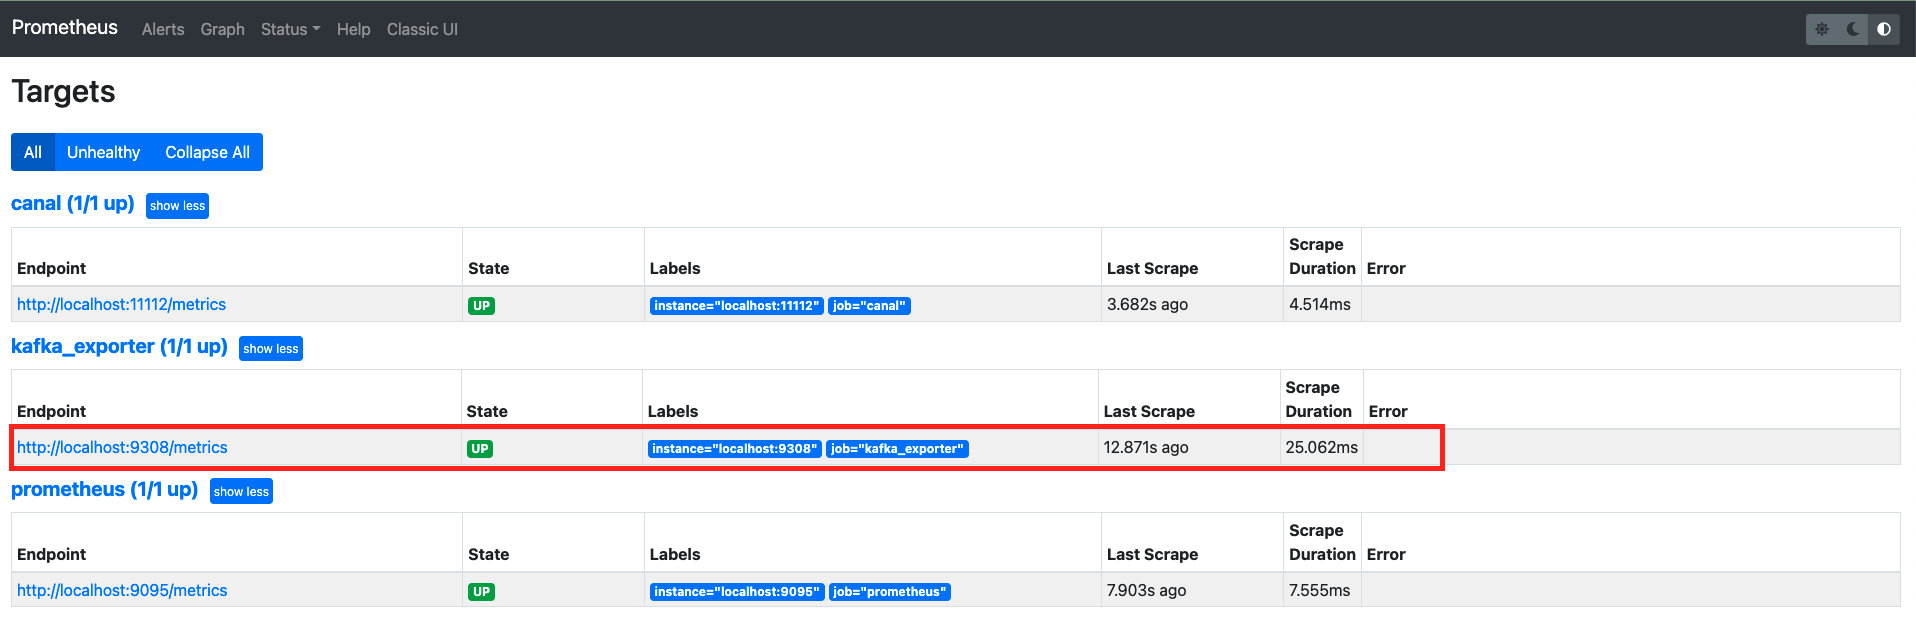 Prometheus Alerts Graph Status Help Classic UI
Targets
All Unhealthy Collapse All
canal (1/1 up) show less
Endpoint State Labels Last Scrape Scrape Duration Error
http://localhost:11112/metrics UP instance="localhost:11112" job="canal" 3.682s ago 4.514ms
kafka_exporter (1/1 up) show less
Endpoint State Labels Last Scrape Scrape Duration Error
http://localhost:9308/metrics UP instance="localhost:9308" job="kafka_exporter" 12.871s ago 25.062ms
prometheus (1/1 up) show less
Endpoint State Labels Last Scrape Scrape Duration Error
http://localhost:9095/metrics UP instance="localhost:9095" job="prometheus" 7.903s ago 7.555ms